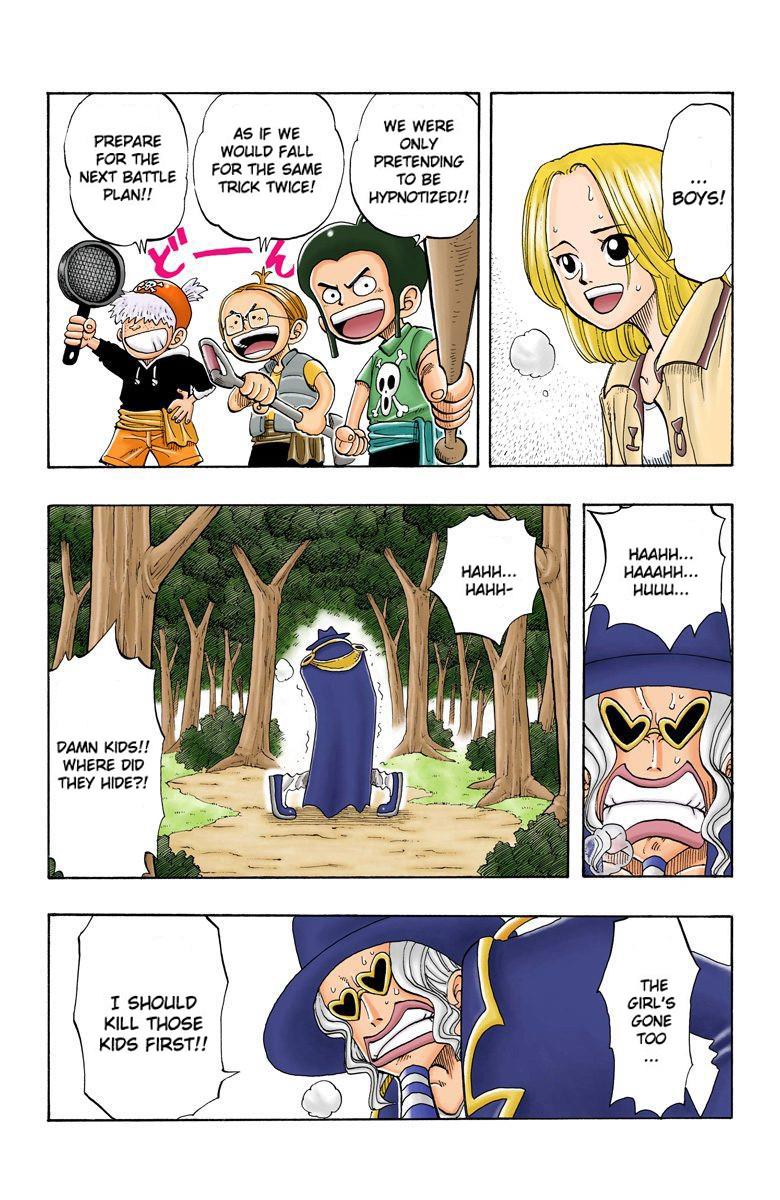 ...
BOYS!
WE WERE
ONLY
PRETENDING
TO BE
HYPNOTIZED!!
AS IF WE
WOULD FALL
FOR THE SAME
TRICK TWICE!
PREPARE
FOR THE
NEXT BATTLE
PLAN!!
どーん
HAAHH...
HAAAHH...
HUUU...
HAHH...
HAHH-
DAMN KIDS!!
WHERE DID
THEY HIDE?!
THE
GIRL'S
GONE
TOO
...
I SHOULD
KILL THOSE
KIDS FIRST!!